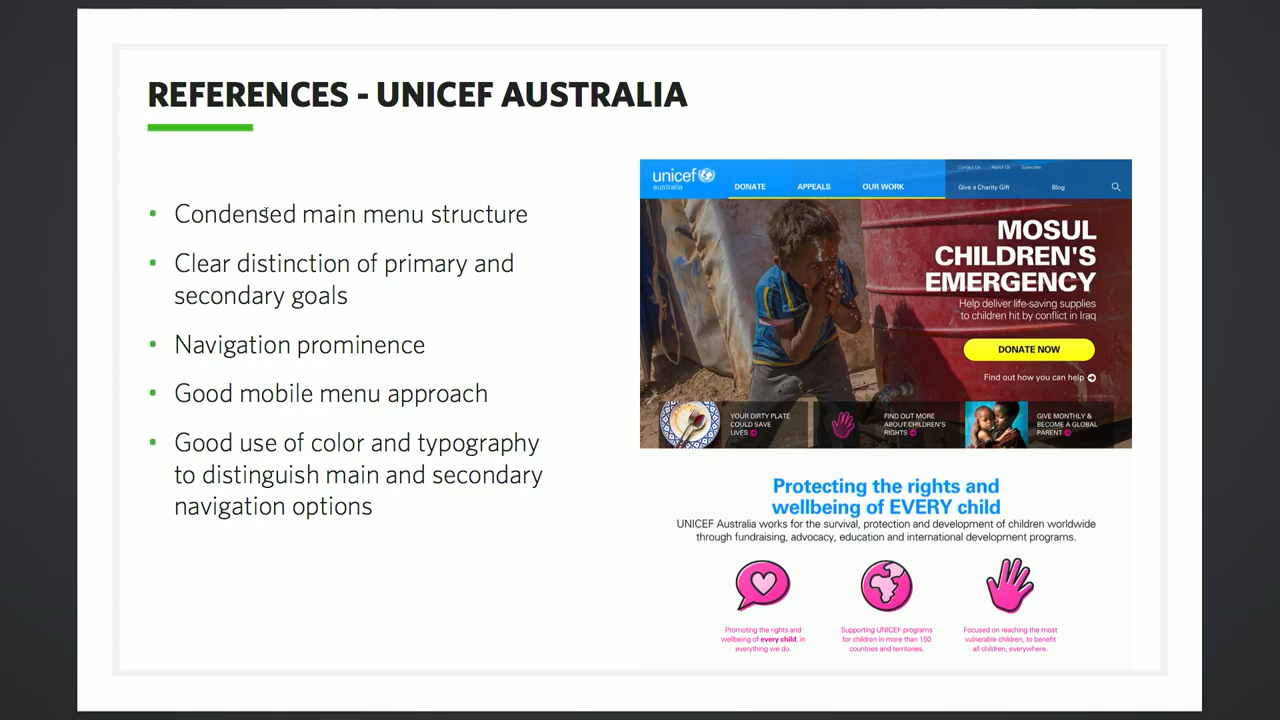 REFERENCES - UNICEF AUSTRALIA
• Condensed main menu structure
• Clear distinction of primary and
secondary goals
• Navigation prominence
• Good mobile menu approach
• Good use of color and typography
to distinguish main and secondary
navigation options
unicef
australia
DONATE APPEALS OUR WORK
Contact Us About Us Subscribe
Give a Charity Gift Blog
MOSUL
CHILDREN'S
EMERGENCY
Help deliver life-saving supplies
to children hit by conflict in Iraq
DONATE NOW
Find out how you can help
YOUR DIRTY PLATE
COULD SAVE
LIVES
FIND OUT MORE
ABOUT CHILDREN'S
RIGHTS
GIVE MONTHLY &
BECOME A GLOBAL
PARENT
Protecting the rights and
wellbeing of EVERY child
UNICEF Australia works for the survival, protection and development of children worldwide
through fundraising, advocacy, education and international development programs.
Promoting the rights and
wellbeing of every child, in
everything we do.
Supporting UNICEF programs
for children in more than 150
countries and territories.
Focused on reaching the most
vulnerable children, to benefit
all children, everywhere.